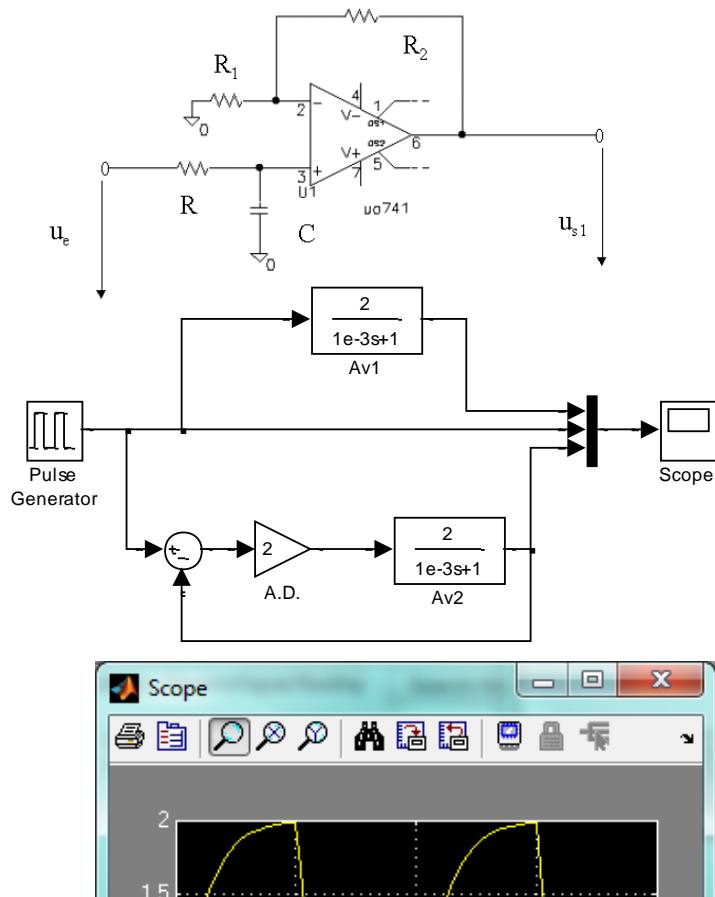 R2
R1
4
1
2
−
V−
os1
0
6
V+
os2
5
3
+
7
U1
R
C
ua741
ue
us1
0
2
1e-3s+1
Av1
Pulse
Generator
Scope
+
−
2
A.D.
2
1e-3s+1
Av2
Scope
2
1.5